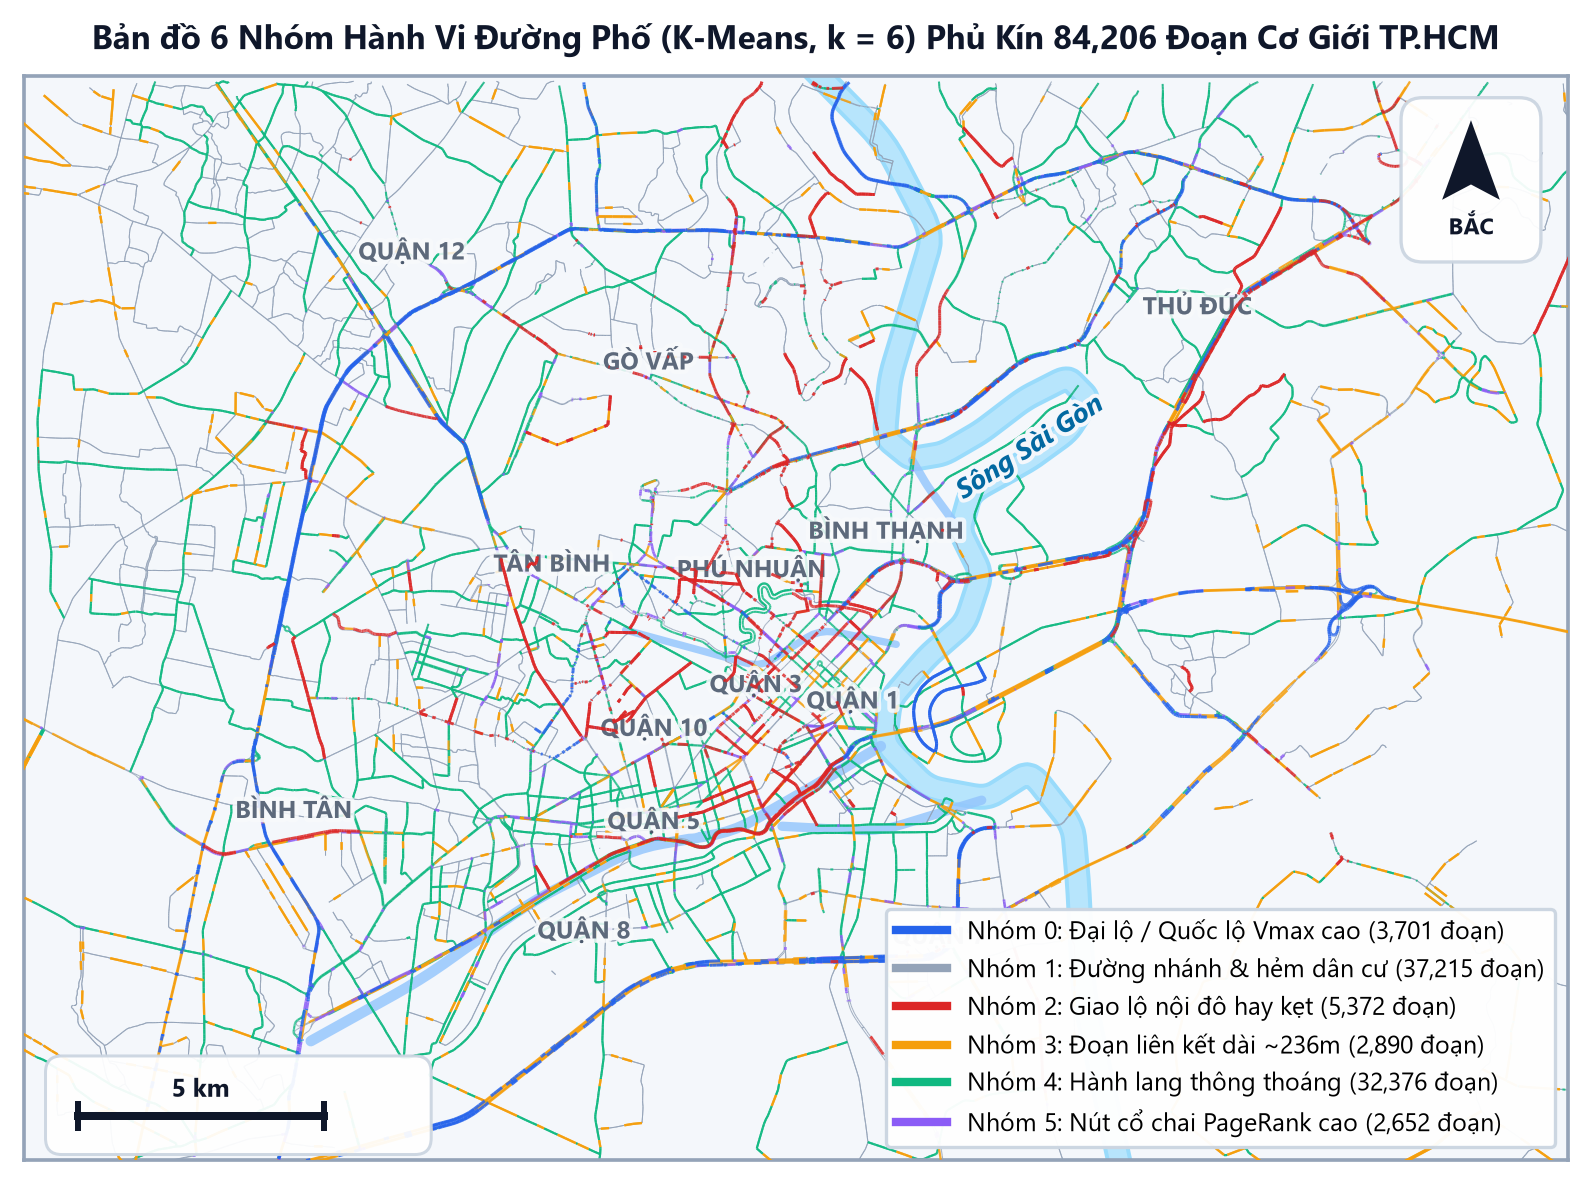 Bản đồ 6 Nhóm Hành Vi Đường Phố (K-Means, k = 6) Phủ Kín 84,206 Đoạn Cơ Giới TP.HCM
BẮC
QUẬN 12
THỦ ĐỨC
GÒ VẤP
Sông Sài Gòn
BÌNH THẠNH
TÂN BÌNH
PHÚ NHUẬN
QUẬN 3
QUẬN 1
QUẬN 10
BÌNH TÂN
QUẬN 5
QUẬN 8
Nhóm 0: Đại lộ / Quốc lộ Vmax cao (3,701 đoạn)
Nhóm 1: Đường nhánh & hẻm dân cư (37,215 đoạn)
Nhóm 2: Giao lộ nội đô hay kẹt (5,372 đoạn)
Nhóm 3: Đoạn liên kết dài ~236m (2,890 đoạn)
Nhóm 4: Hành lang thông thoáng (32,376 đoạn)
Nhóm 5: Nút cổ chai PageRank cao (2,652 đoạn)
5 km